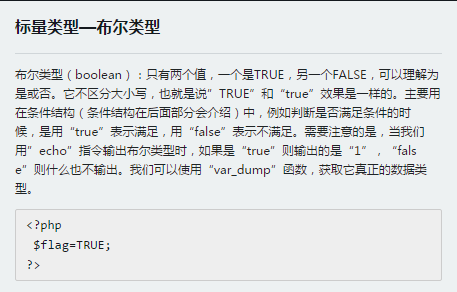 标量类型—布尔类型
布尔类型（boolean）：只有两个值，一个是TRUE，另一个FALSE，可以理解为
是或否。它不区分大小写，也就是说”TRUE”和“true”效果是一样的。主要用
在条件结构（条件结构在后面部分会介绍）中，例如判断是否满足条件的时
候，是用“true”表示满足，用“false”表示不满足。需要注意的是，当我们
用”echo”指令输出布尔类型时，如果是“true”则输出的是“1”，“fals
e”则什么也不输出。我们可以使用“var_dump”函数，获取它真正的数据类
型。
<?php
$flag=TRUE;
?>